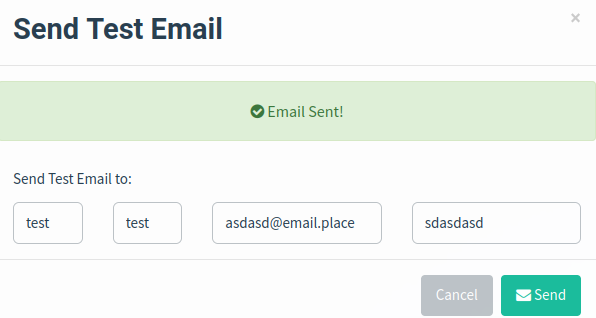 Send Test Email
×
Email Sent!
Send Test Email to:
test test asdasd@email.place sdasdasd
Cancel Send